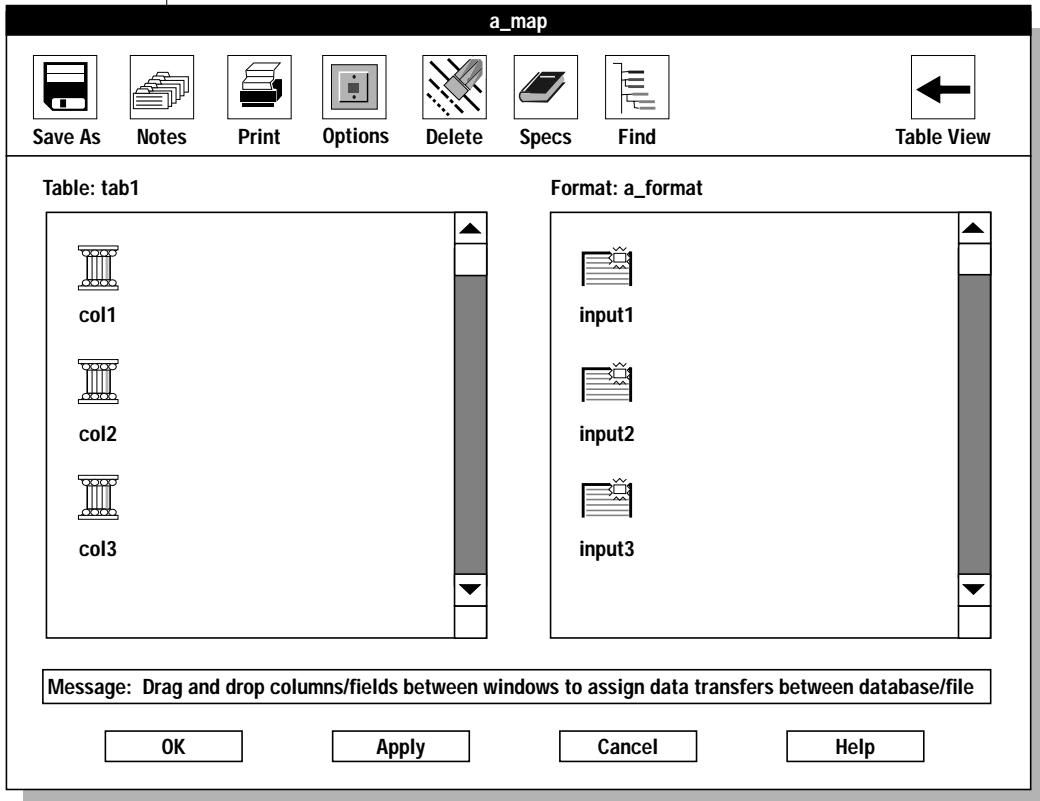 a_map
Save As Notes Print Options Delete Specs Find Table View
Table: tab1 Format: a_format
col1 input1
col2 input2
col3 input3
Message: Drag and drop columns/fields between windows to assign data transfers between database/file
OK Apply Cancel Help